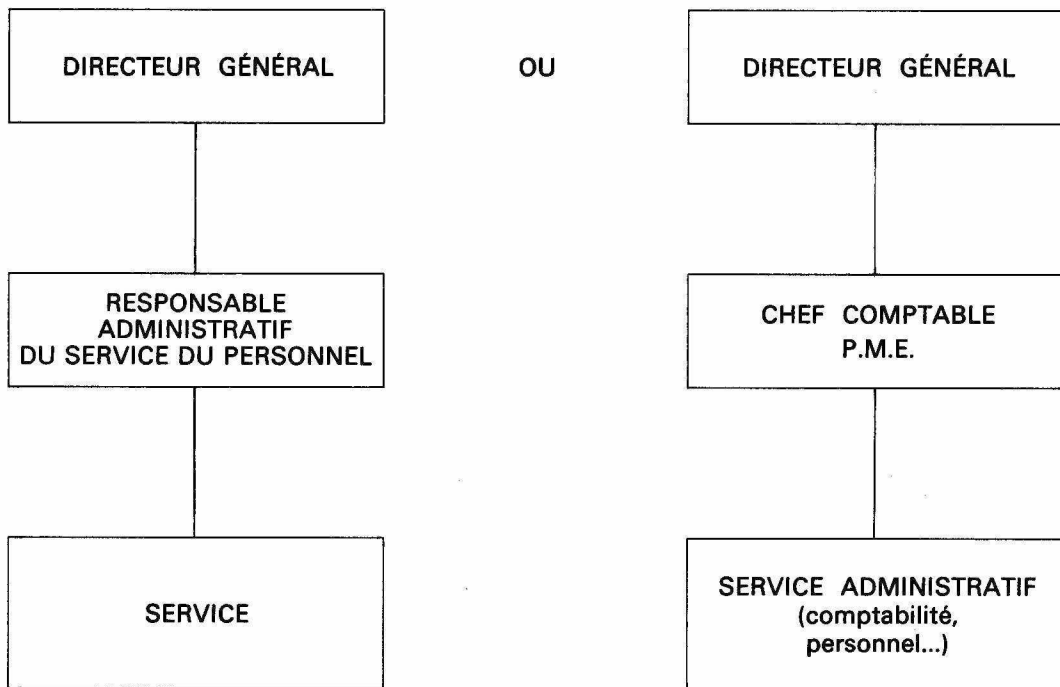 DIRECTEUR GÉNÉRAL
OU
DIRECTEUR GÉNÉRAL
RESPONSABLE
ADMINISTRATIF
DU SERVICE DU PERSONNEL
CHEF COMPTABLE
P.M.E.
SERVICE
SERVICE ADMINISTRATIF
(comptabilité,
personnel...)